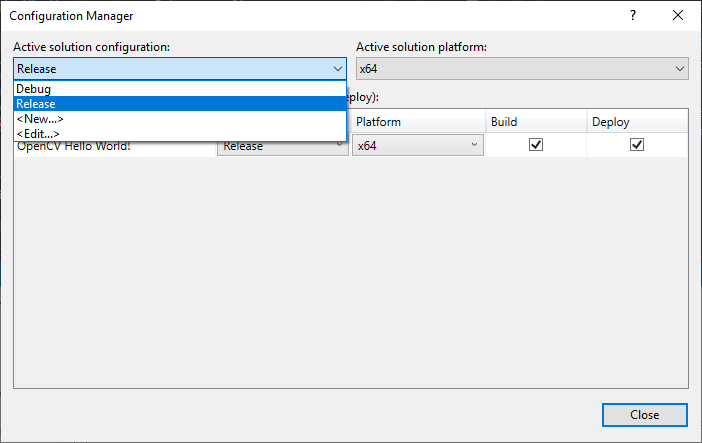 Configuration Manager
? ×
Active solution configuration:
Active solution platform:
Release
x64
Debug
Release
<New...>
<Edit...>
eploy):
Platform
Build
Deploy
OpenCV Hello World!
Release
x64
Close